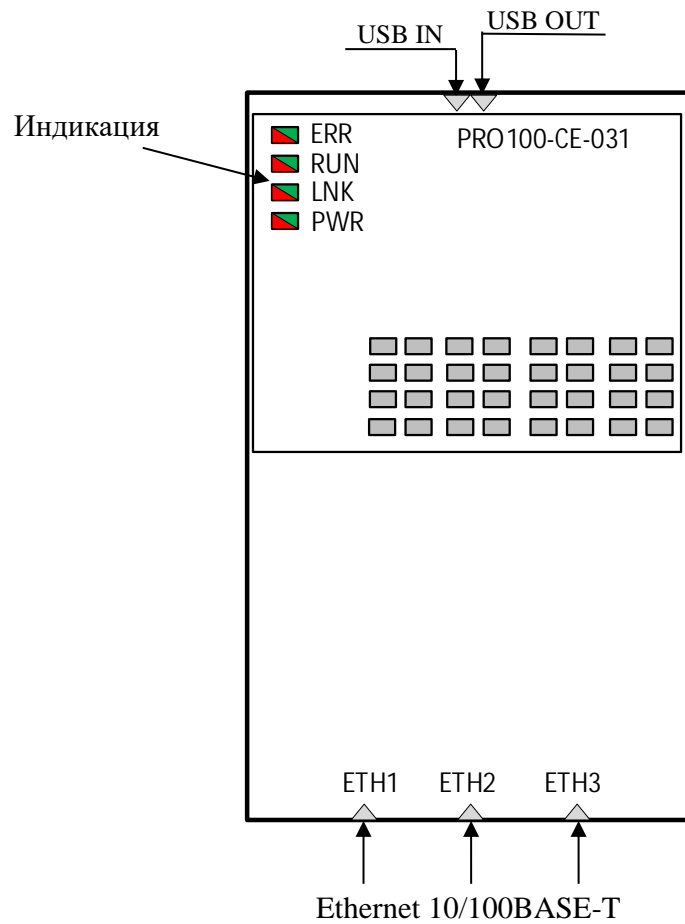 USB IN
USB OUT
Индикация
ERR
PRO100-CE-031
RUN
LNK
PWR
ETH1 ETH2 ETH3
Ethernet 10/100BASE-T